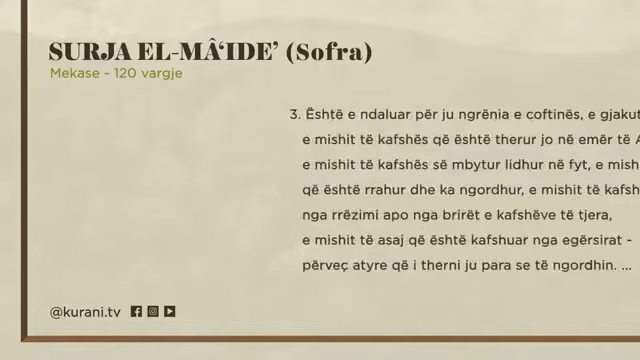 SURJA EL-MÂ‘IDE’ (Sofra)
Mekase - 120 vargje
3. Është e ndaluar për ju ngrënia e coftinës, e gjakut
e mishit të kafshës që është therur jo në emër të A
e mishit të kafshës së mbytur lidhur në fyt, e mish
që është rrahur dhe ka ngordhur, e mishit të kafsh
nga rrëzimi apo nga brirët e kafshëve të tjera,
e mishit të asaj që është kafshuar nga egërsirat -
përveç atyre që i therni ju para se të ngordhin. ...
@kurani.tv